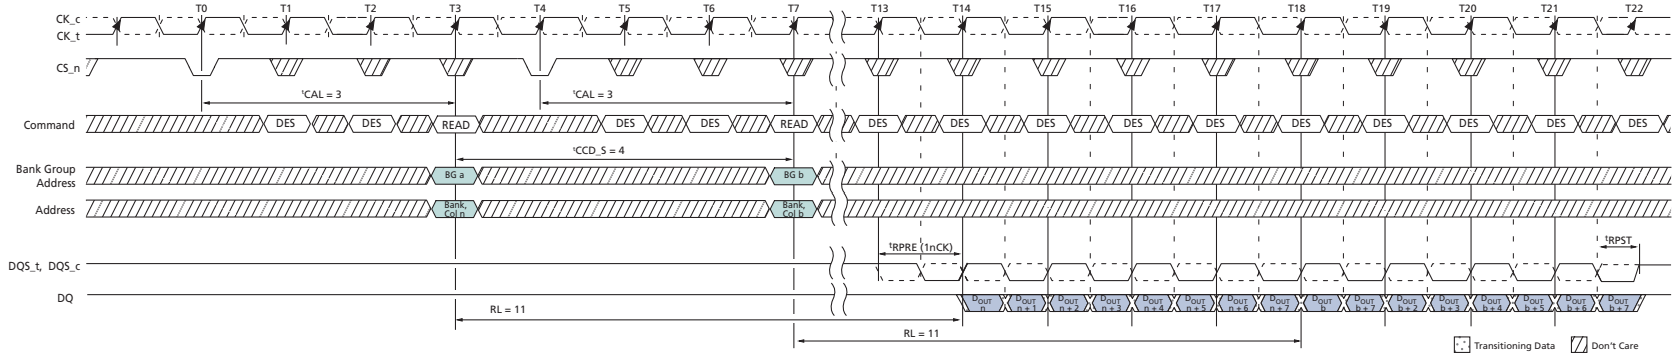 T0 T1 T2 T3 T4 T5 T6 T7 T13 T14 T15 T16 T17 T18 T19 T20 T21 T22
CK_c
CK_t
CS_n
tCAL = 3 tCAL = 3
Command DES DES READ DES DES READ DES DES DES DES DES DES DES DES DES DES
tCCD_S = 4
Bank Group
Address
BG a BG b
Address
Bank,
Col n
Bank,
Col b
tRPRE (1nCK) tRPST
DQS_t, DQS_c
DQ
DOUT
n
DOUT
n + 1
DOUT
n + 2
DOUT
n + 3
DOUT
n + 4
DOUT
n + 5
DOUT
n + 6
DOUT
n + 7
DOUT
b
DOUT
b + 7
DOUT
b + 2
DOUT
b + 3
DOUT
b + 4
DOUT
b + 5
DOUT
b + 6
DOUT
b + 7
RL = 11
RL = 11
Transitioning Data Don't Care